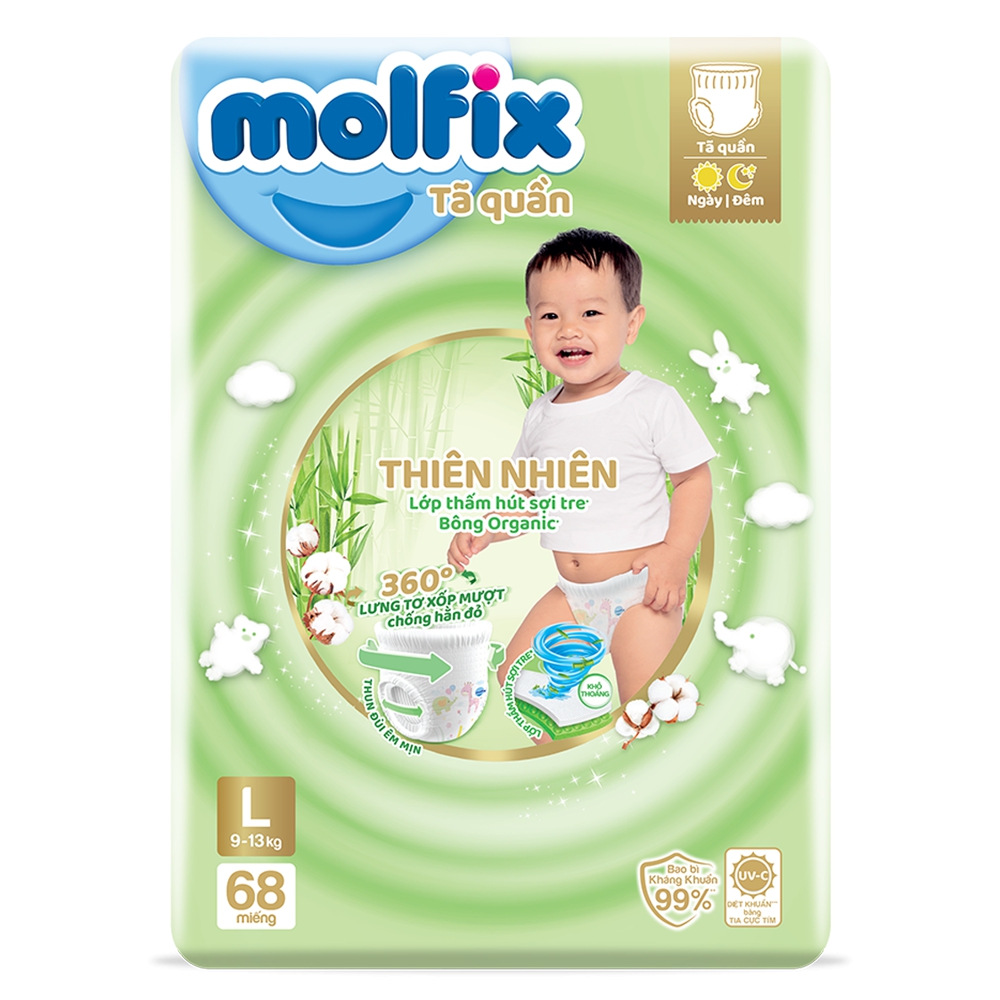 molfix
Tã quần
Tã quần
Ngày | Đêm
THIÊN NHIÊN
Lớp thấm hút sợi tre*
Bông Organic*
360°
LƯNG TƠ XỐP MƯỢT
chống hằn đỏ
THUN ĐÙI ÊM MỊN
LỚP THẤM HÚT SỢI TRE*
KHÔ
THOÁNG
L
9-13kg
68
miếng
Bao bì
Kháng Khuẩn
99%**
UV-C
DIỆT KHUẨN***
bằng
TIA CỰC TÍM